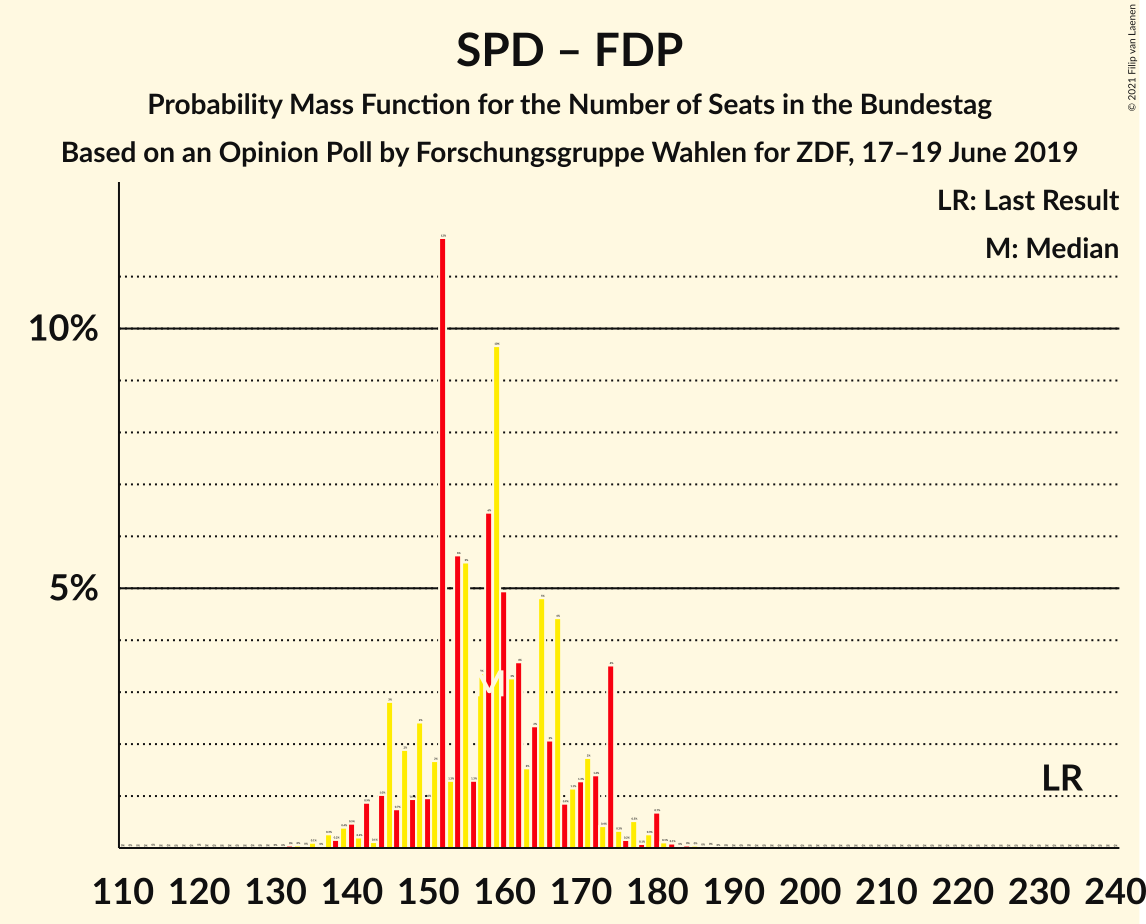 SPD – FDP
Probability Mass Function for the Number of Seats in the Bundestag
Based on an Opinion Poll by Forschungsgruppe Wahlen for ZDF, 17–19 June 2019
© 2021 Filip van Laenen
LR: Last Result
M: Median
10%
5%
M
LR
110 120 130 140 150 160 170 180 190 200 210 220 230 240